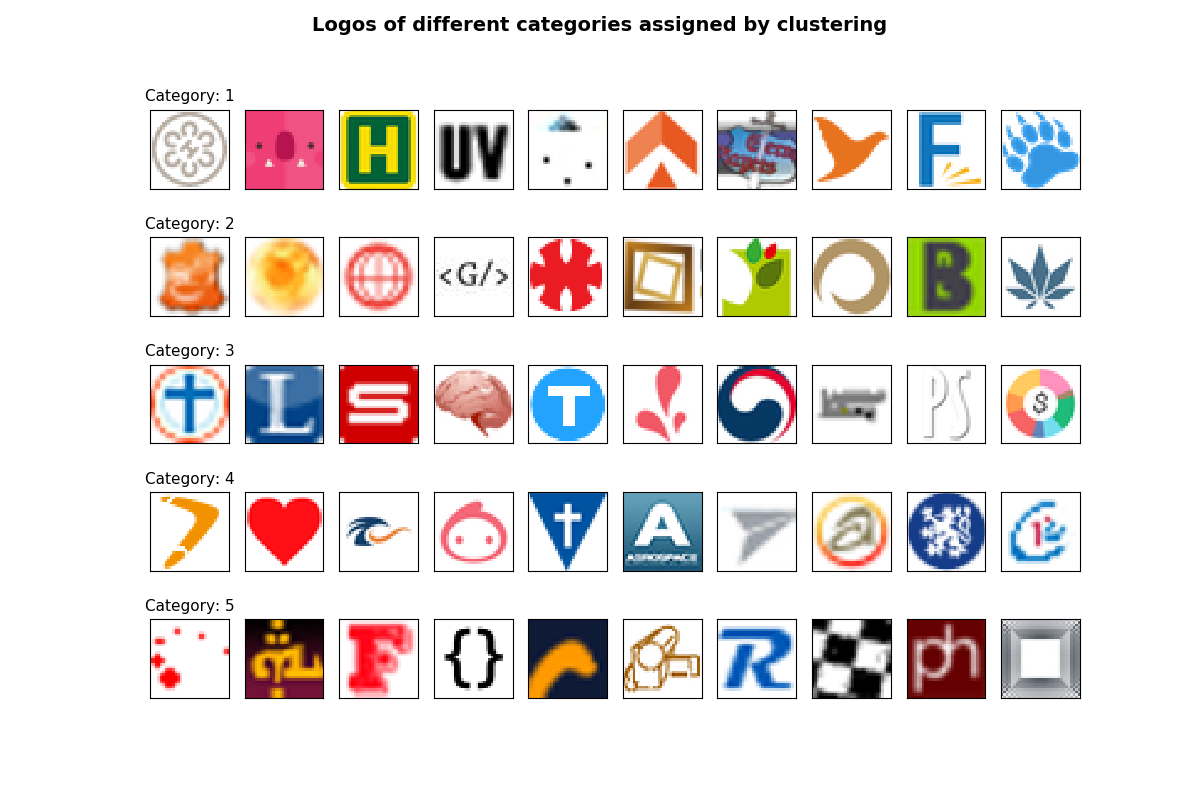 Logos of different categories assigned by clustering
Category: 1
H UV F
Category: 2
<G/> B
Category: 3
L S T PS S
Category: 4
A a 1
AEROSPACE
Category: 5
F {} R ph